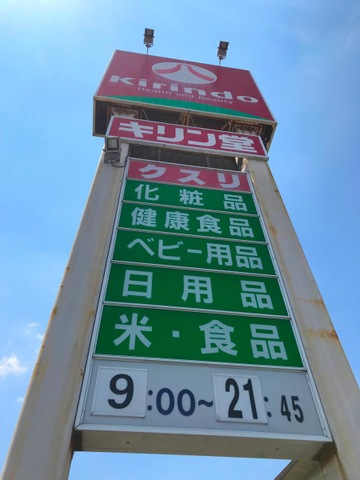 Kirindo
Health and Beauty
キリン堂
クスリ
化粧品
健康食品
ベビー用品
日用品
米・食品
9:00~21:45